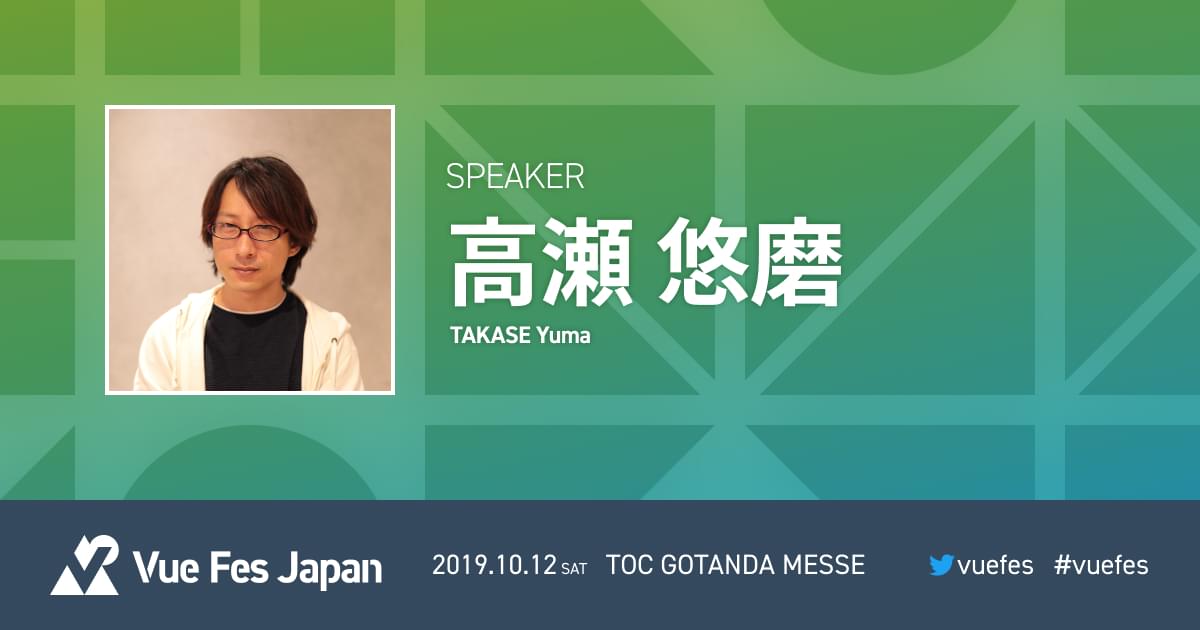 SPEAKER
高瀬 悠磨
TAKASE Yuma
Vue Fes Japan
2019.10.12 SAT TOC GOTANDA MESSE
vuefes #vuefes